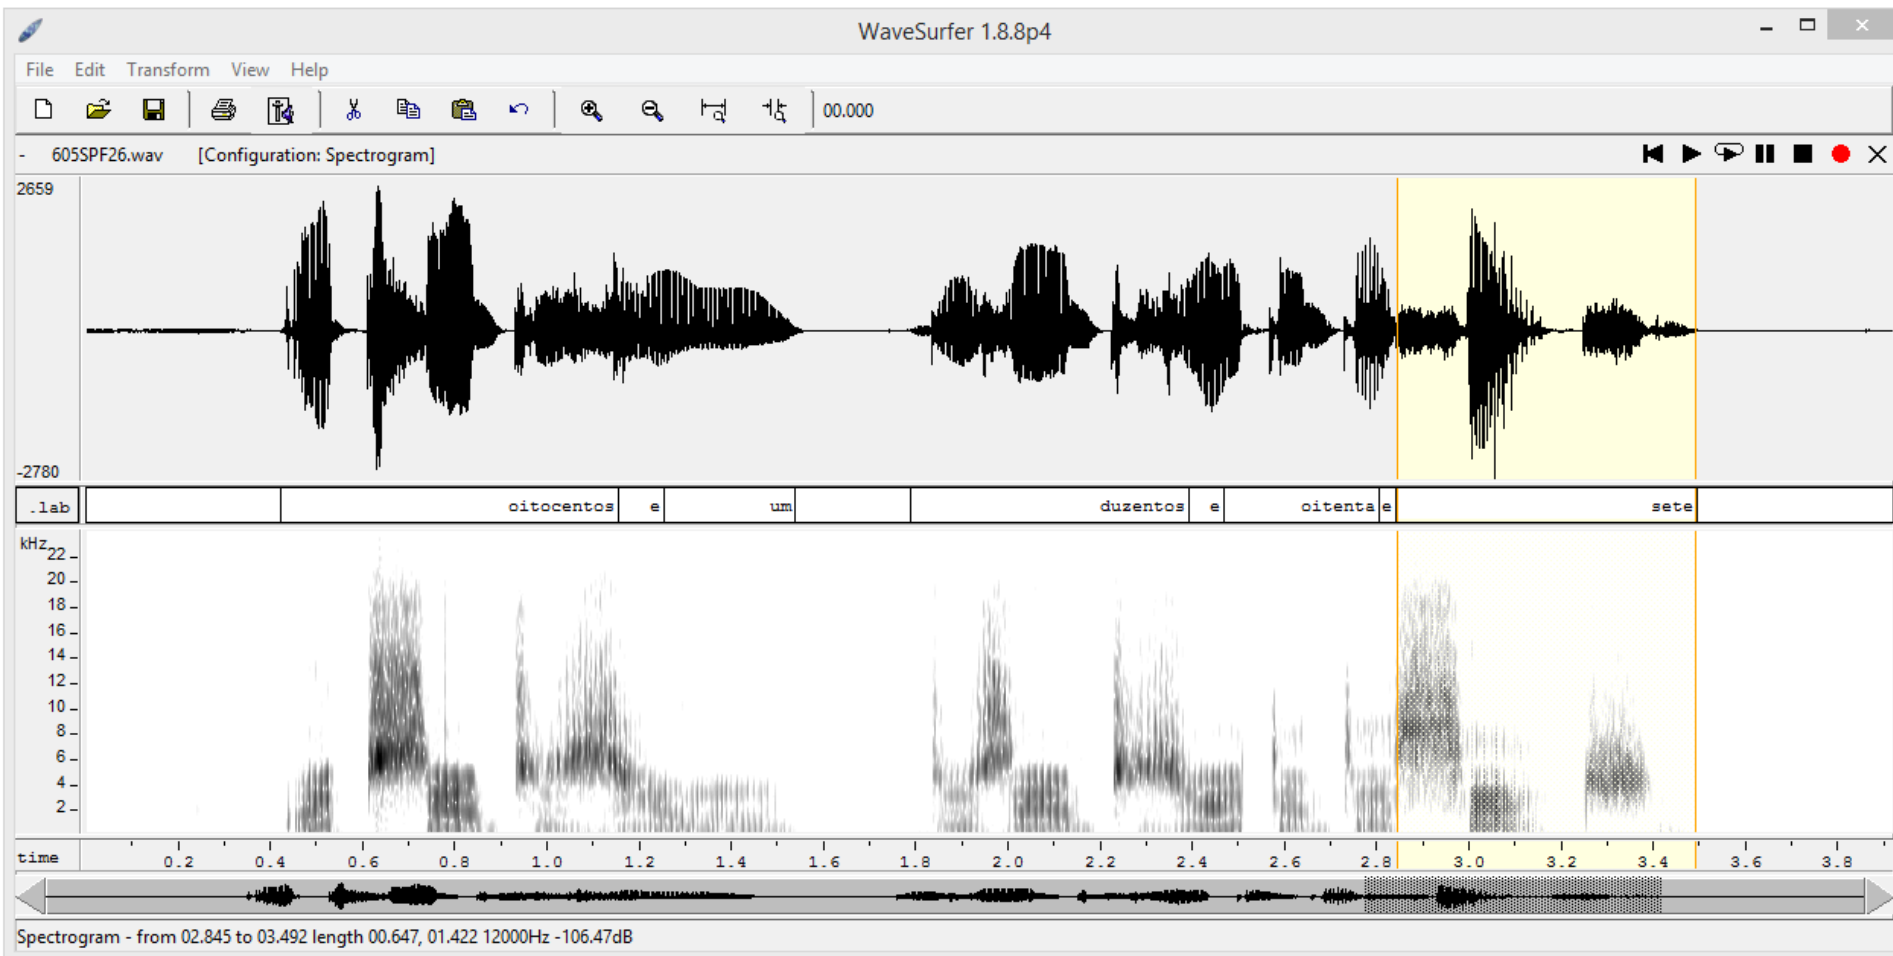 WaveSurfer 1.8.8p4
File Edit Transform View Help
00.000
- 605SPF26.wav [Configuration: Spectrogram]
2659
-2780
.lab oitocentos e um duzentos e oitenta e sete
kHz
22
20
18
16
14
12
10
8
6
4
2
time 0.2 0.4 0.6 0.8 1.0 1.2 1.4 1.6 1.8 2.0 2.2 2.4 2.6 2.8 3.0 3.2 3.4 3.6 3.8
Spectrogram - from 02.845 to 03.492 length 00.647, 01.422 12000Hz -106.47dB